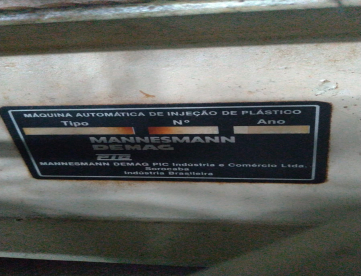 MÁQUINA AUTOMÁTICA DE INJEÇÃO DE PLÁSTICO
Tipo Nº Ano
MANNESMANN
DEMAG
PIC
MANNESMANN DEMAG PIC Indústria e Comércio Ltda.
Sorocaba
Indústria Brasileira